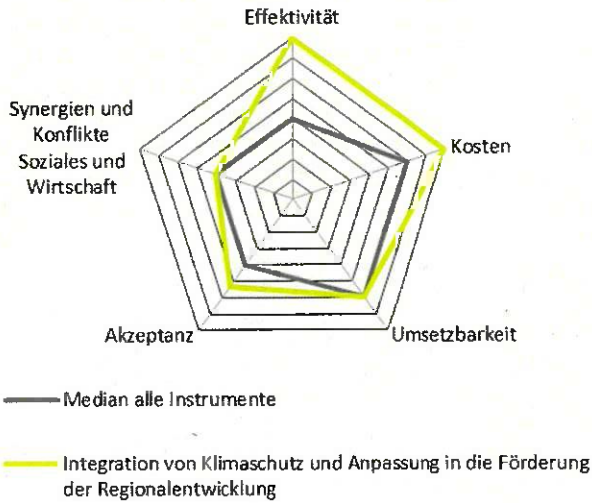 Effektivität
Synergien und
Konflikte
Soziales und
Wirtschaft
Kosten
Akzeptanz
Umsetzbarkeit
Median alle Instrumente
Integration von Klimaschutz und Anpassung in die Förderung
der Regionalentwicklung